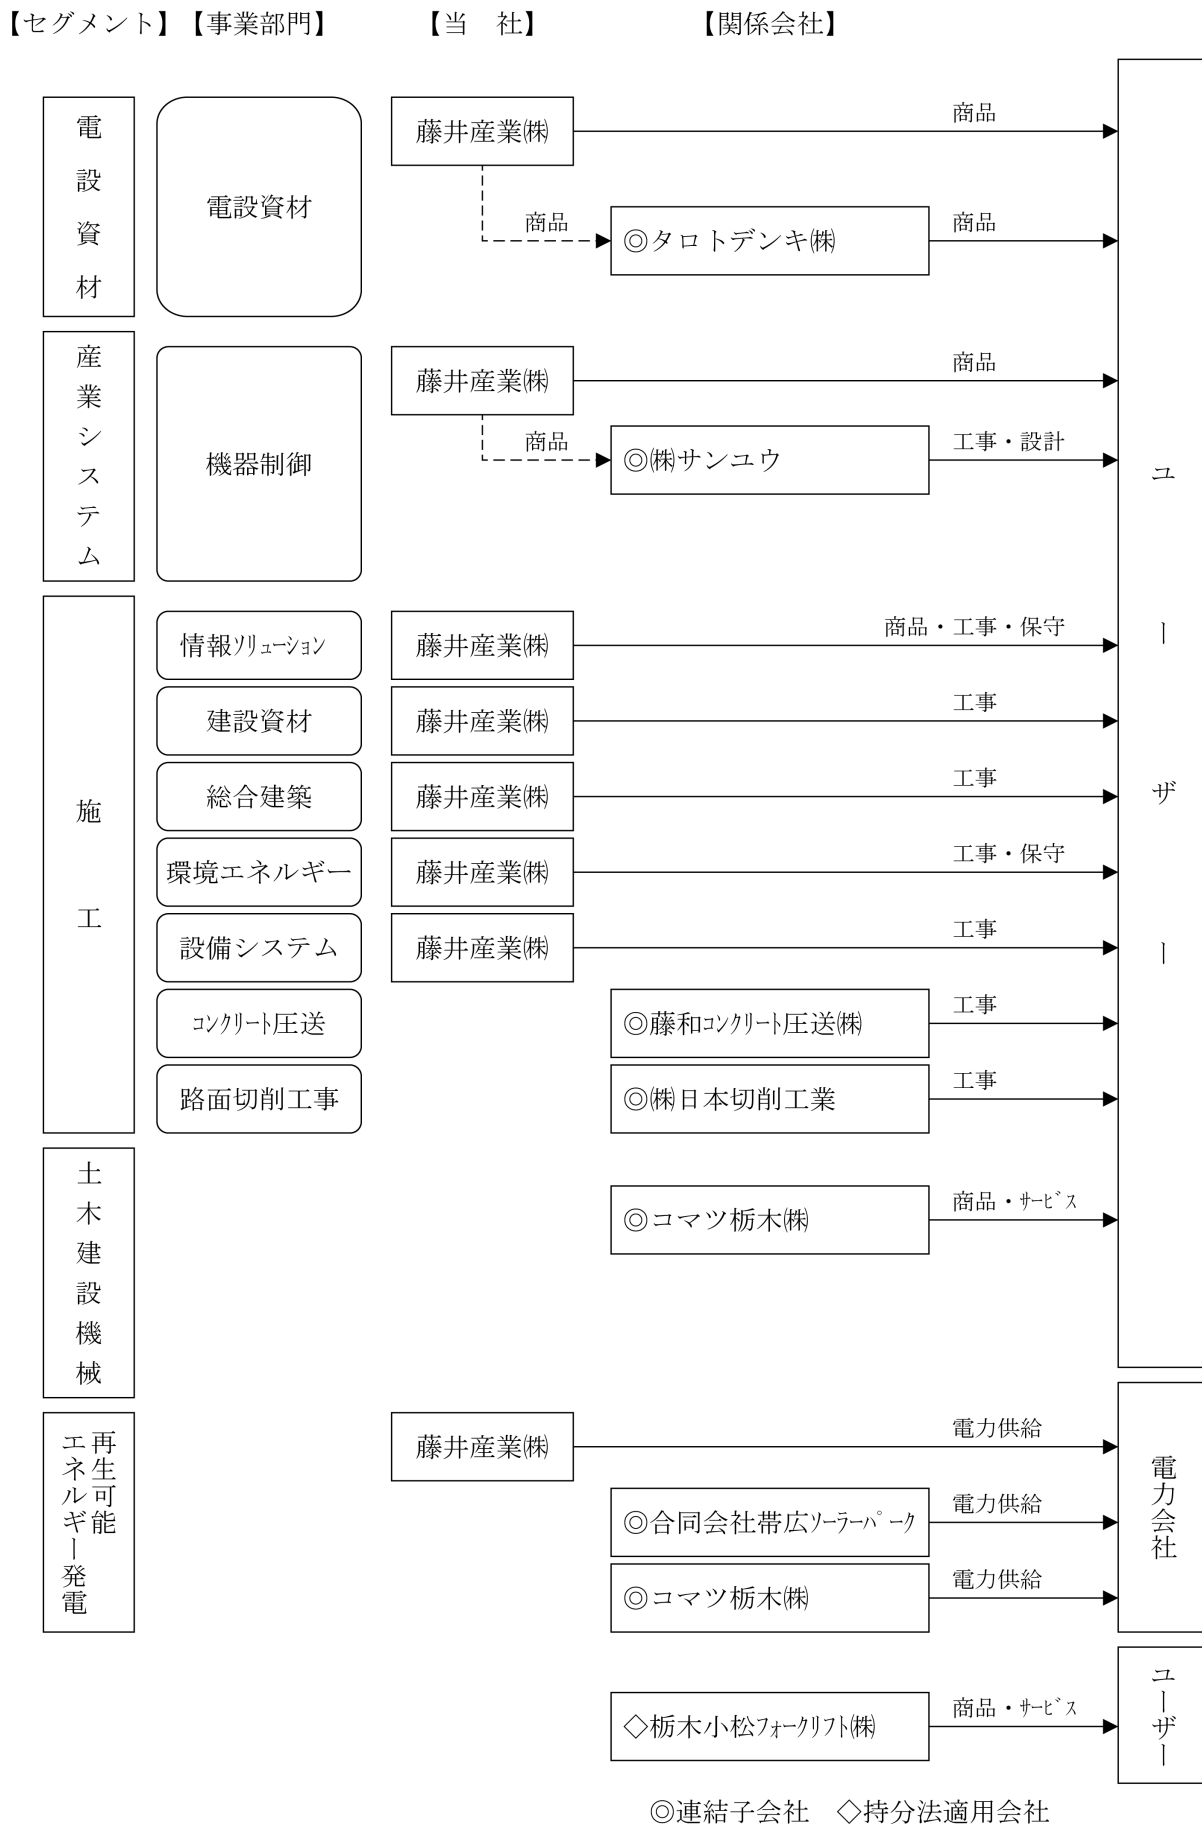 【セグメント】【事業部門】　【当　社】　【関係会社】
電設資材
電設資材
藤井産業㈱
商品
商品
◎タロトデンキ㈱
商品
産業システム
機器制御
藤井産業㈱
商品
商品
◎㈱サンユウ
工事・設計
施工
情報ｿﾘｭｰｼｮﾝ
藤井産業㈱
商品・工事・保守
建設資材
藤井産業㈱
工事
総合建築
藤井産業㈱
工事
環境エネルギー
藤井産業㈱
工事・保守
設備システム
藤井産業㈱
工事
ｺﾝｸﾘｰﾄ圧送
◎藤和ｺﾝｸﾘｰﾄ圧送㈱
工事
路面切削工事
◎㈱日本切削工業
工事
土木建設機械
◎コマツ栃木㈱
商品・ｻｰﾋﾞｽ
ユーザー
再生可能
エネルギー発電
藤井産業㈱
電力供給
◎合同会社帯広ｿｰﾗｰﾊﾟｰｸ
電力供給
◎コマツ栃木㈱
電力供給
電力会社
◇栃木小松ﾌｫｰｸﾘﾌﾄ㈱
商品・ｻｰﾋﾞｽ
ユーザー
◎連結子会社　◇持分法適用会社